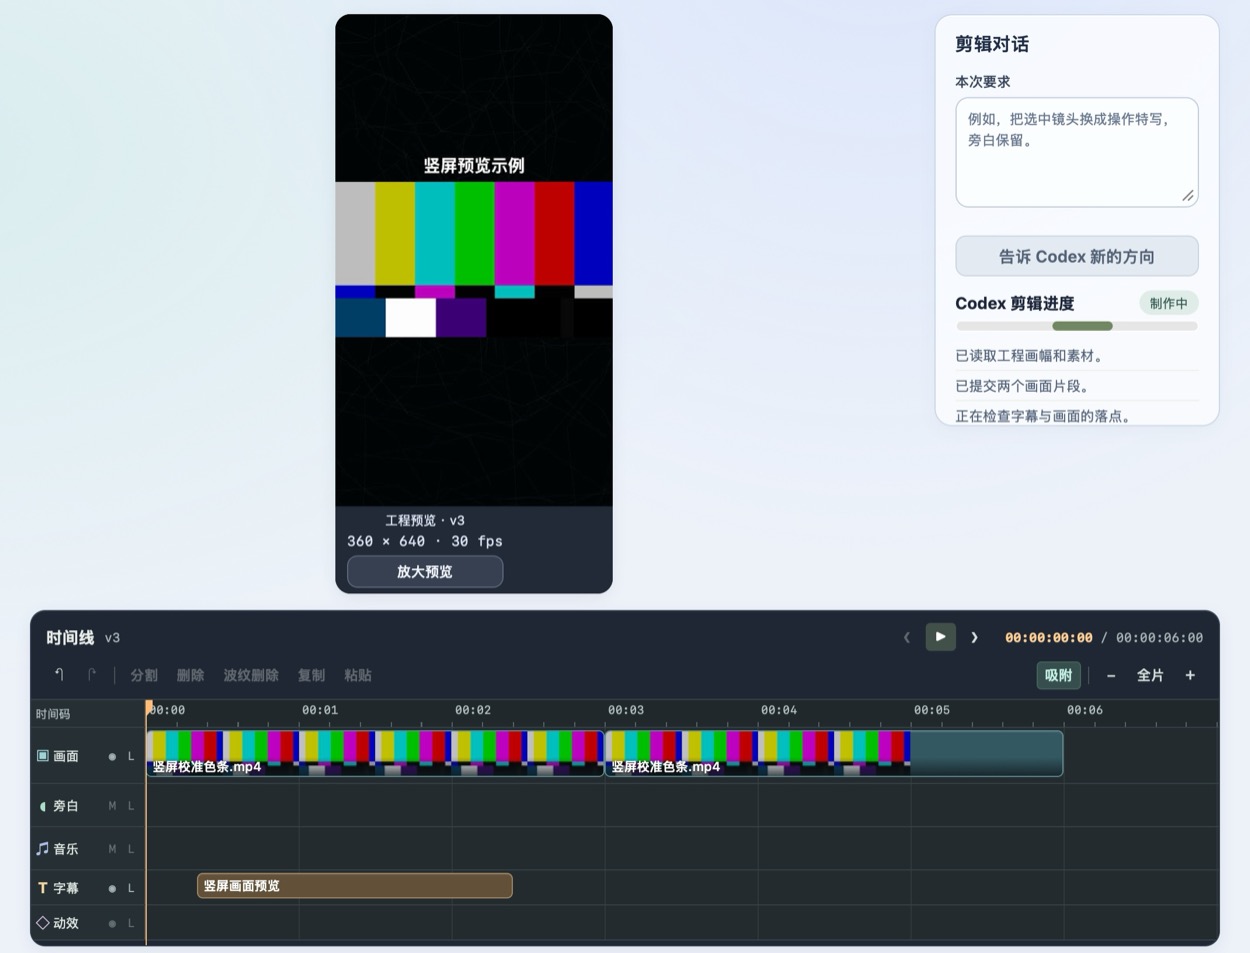 竖屏预览示例
工程预览 · v3
360 × 640 · 30 fps
放大预览
剪辑对话
本次要求
例如，把选中镜头换成操作特写，
旁白保留。
告诉 Codex 新的方向
Codex 剪辑进度 制作中
已读取工程画幅和素材。
已提交两个画面片段。
正在检查字幕与画面的落点。
时间线 v3 00:00:00:00 / 00:00:06:00
分割 删除 波纹删除 复制 粘贴 吸附 − 全片 +
时间码 00:00 00:01 00:02 00:03 00:04 00:05 00:06
画面 L 竖屏校准色条.mp4 竖屏校准色条.mp4
旁白 M L
音乐 M L
T 字幕 L 竖屏画面预览
动效 L